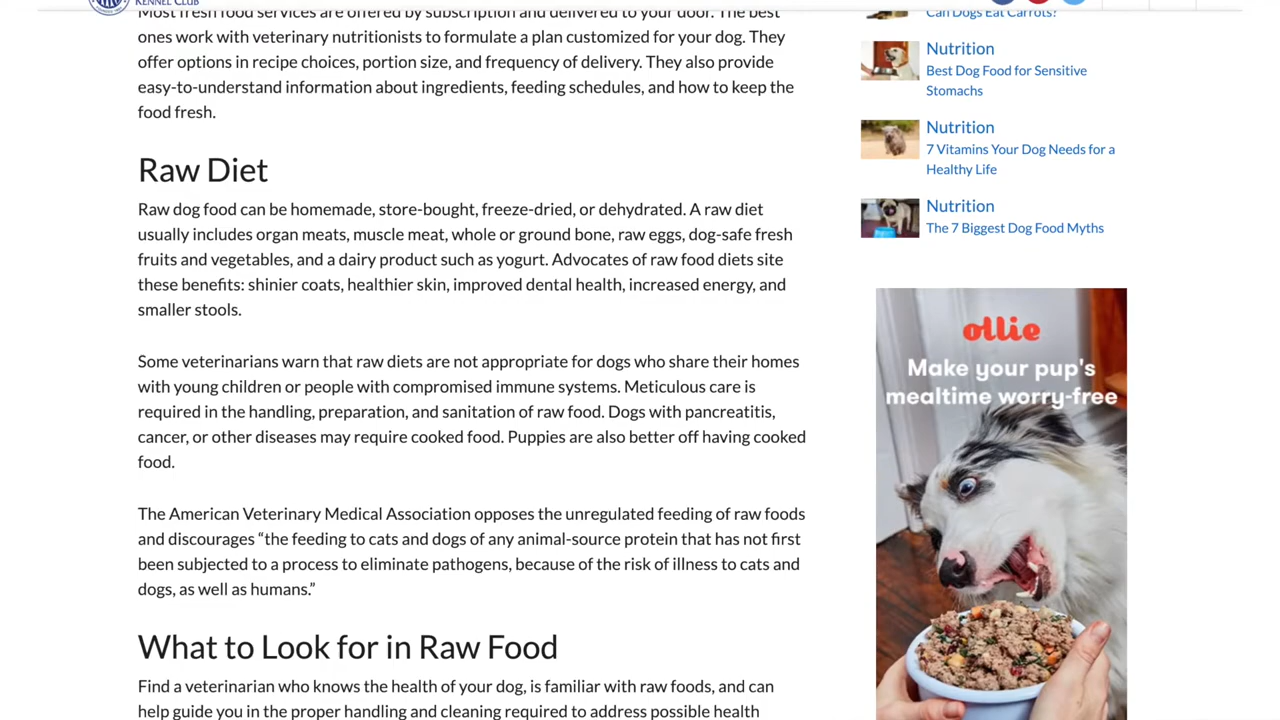 KENNEL CLUB
Most fresh food services are offered by subscription and delivered to your door. The best
ones work with veterinary nutritionists to formulate a plan customized for your dog. They
offer options in recipe choices, portion size, and frequency of delivery. They also provide
easy-to-understand information about ingredients, feeding schedules, and how to keep the
food fresh.
Raw Diet
Raw dog food can be homemade, store-bought, freeze-dried, or dehydrated. A raw diet
usually includes organ meats, muscle meat, whole or ground bone, raw eggs, dog-safe fresh
fruits and vegetables, and a dairy product such as yogurt. Advocates of raw food diets site
these benefits: shinier coats, healthier skin, improved dental health, increased energy, and
smaller stools.
Some veterinarians warn that raw diets are not appropriate for dogs who share their homes
with young children or people with compromised immune systems. Meticulous care is
required in the handling, preparation, and sanitation of raw food. Dogs with pancreatitis,
cancer, or other diseases may require cooked food. Puppies are also better off having cooked
food.
The American Veterinary Medical Association opposes the unregulated feeding of raw foods
and discourages “the feeding to cats and dogs of any animal-source protein that has not first
been subjected to a process to eliminate pathogens, because of the risk of illness to cats and
dogs, as well as humans.”
What to Look for in Raw Food
Find a veterinarian who knows the health of your dog, is familiar with raw foods, and can
help guide you in the proper handling and cleaning required to address possible health
Can Dogs Eat Carrots?
Nutrition
Best Dog Food for Sensitive
Stomachs
Nutrition
7 Vitamins Your Dog Needs for a
Healthy Life
Nutrition
The 7 Biggest Dog Food Myths
ollie
Make your pup's
mealtime worry-free